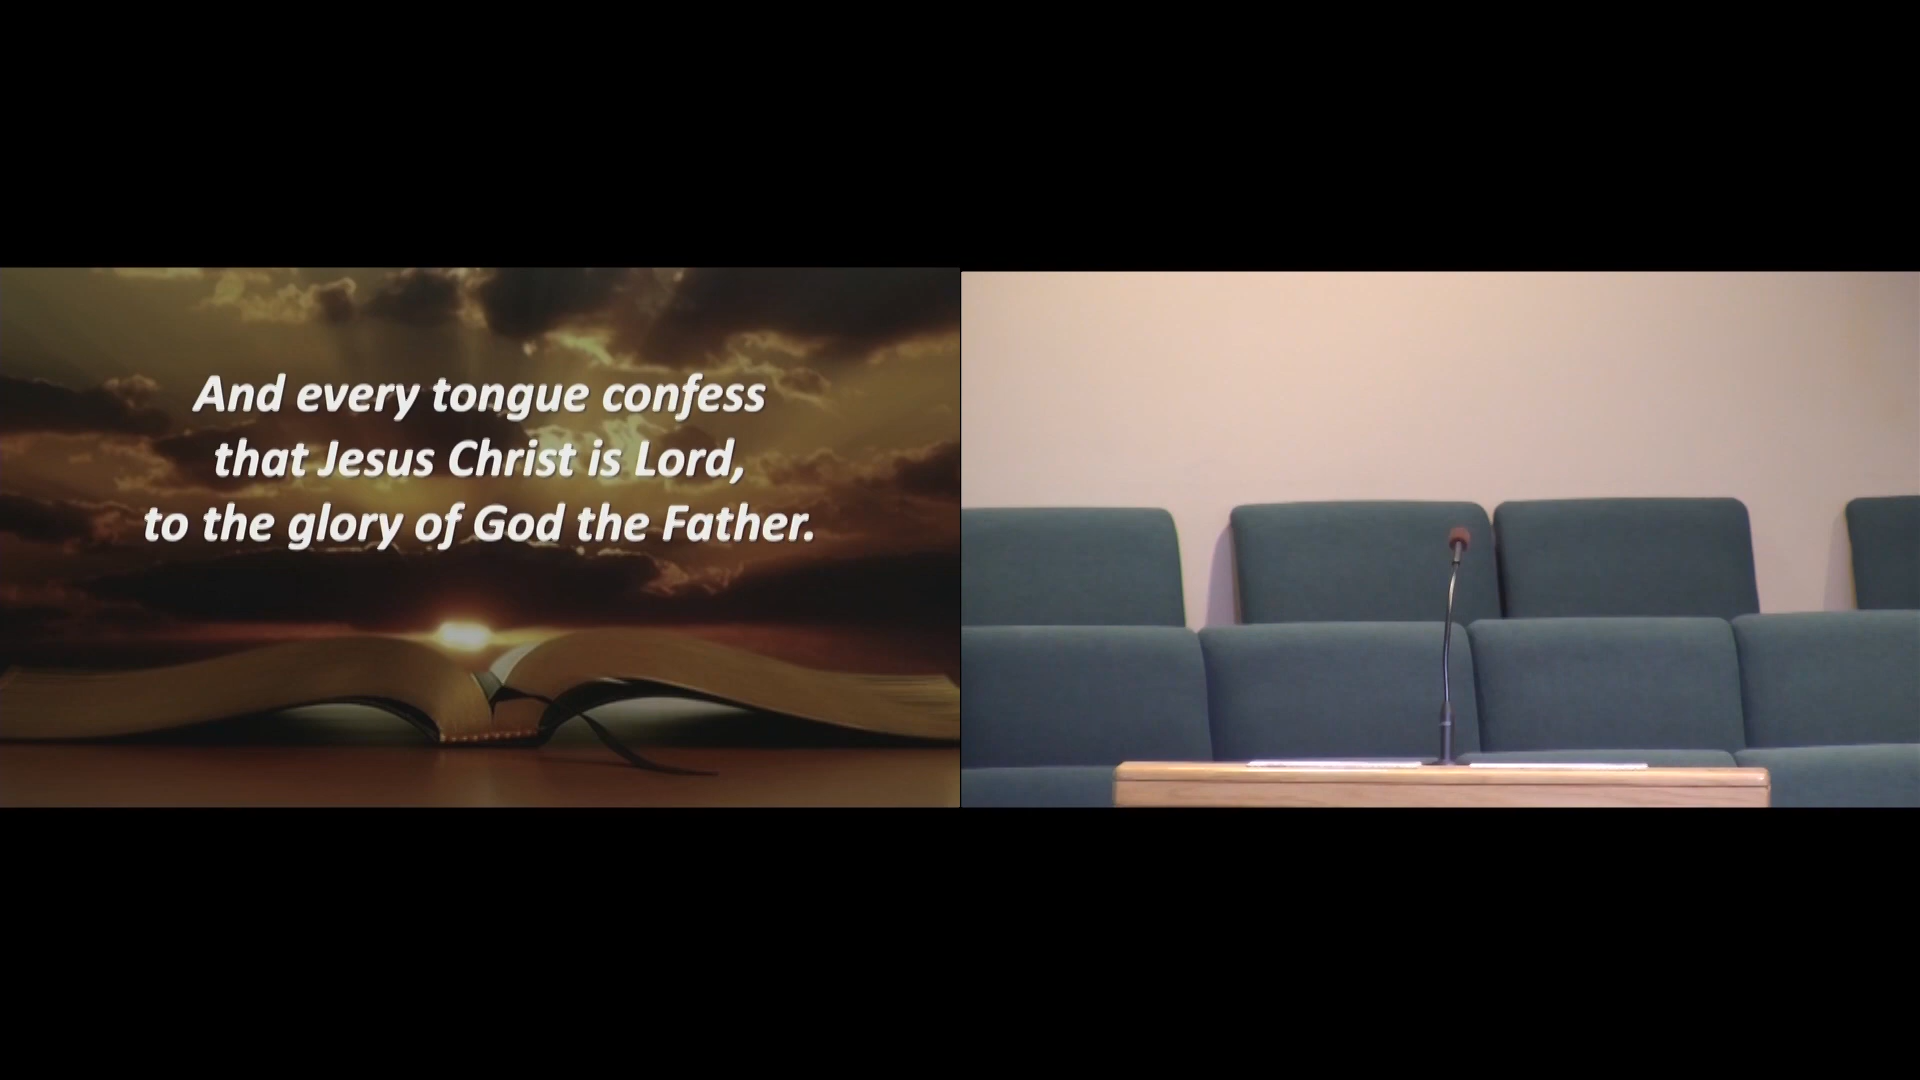 And every tongue confess
that Jesus Christ is Lord,
to the glory of God the Father.